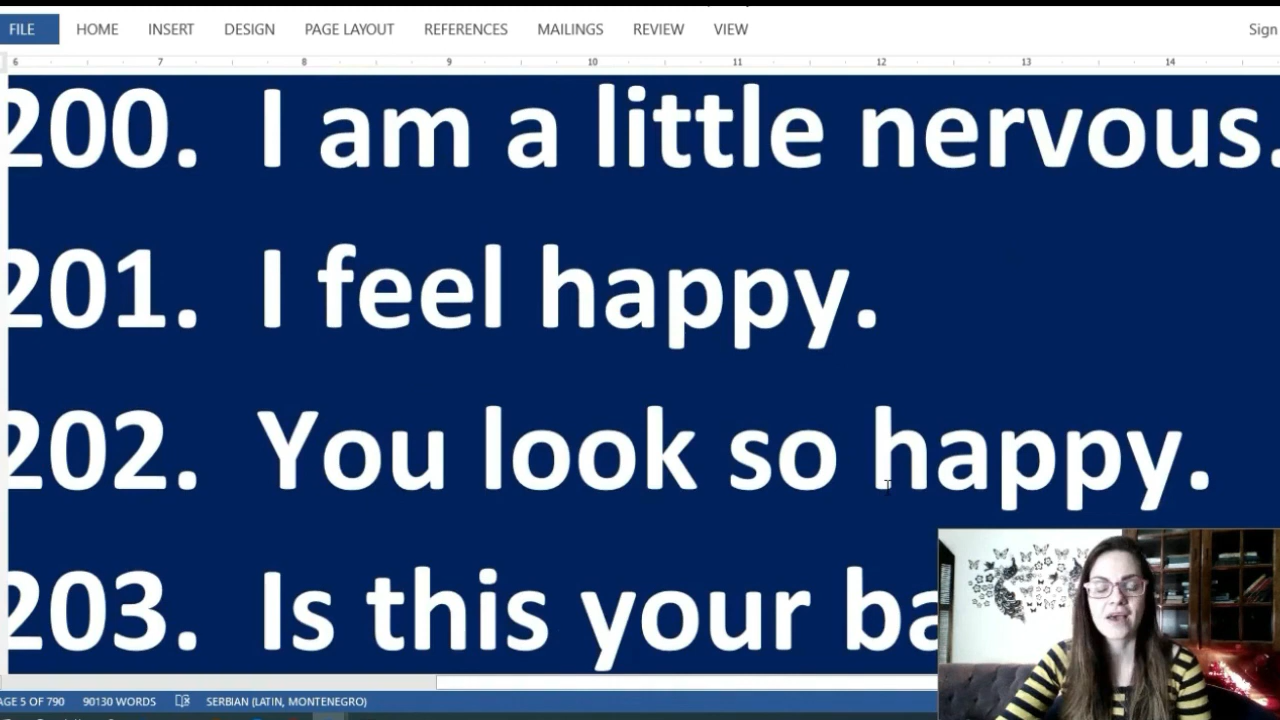 FILE HOME INSERT DESIGN PAGE LAYOUT REFERENCES MAILINGS REVIEW VIEW Sign
6 7 8 9 10 11 12 13 14
200. I am a little nervous.
201. I feel happy.
202. You look so happy.
203. Is this your ba
AGE 5 OF 790 90130 WORDS SERBIAN (LATIN, MONTENEGRO)